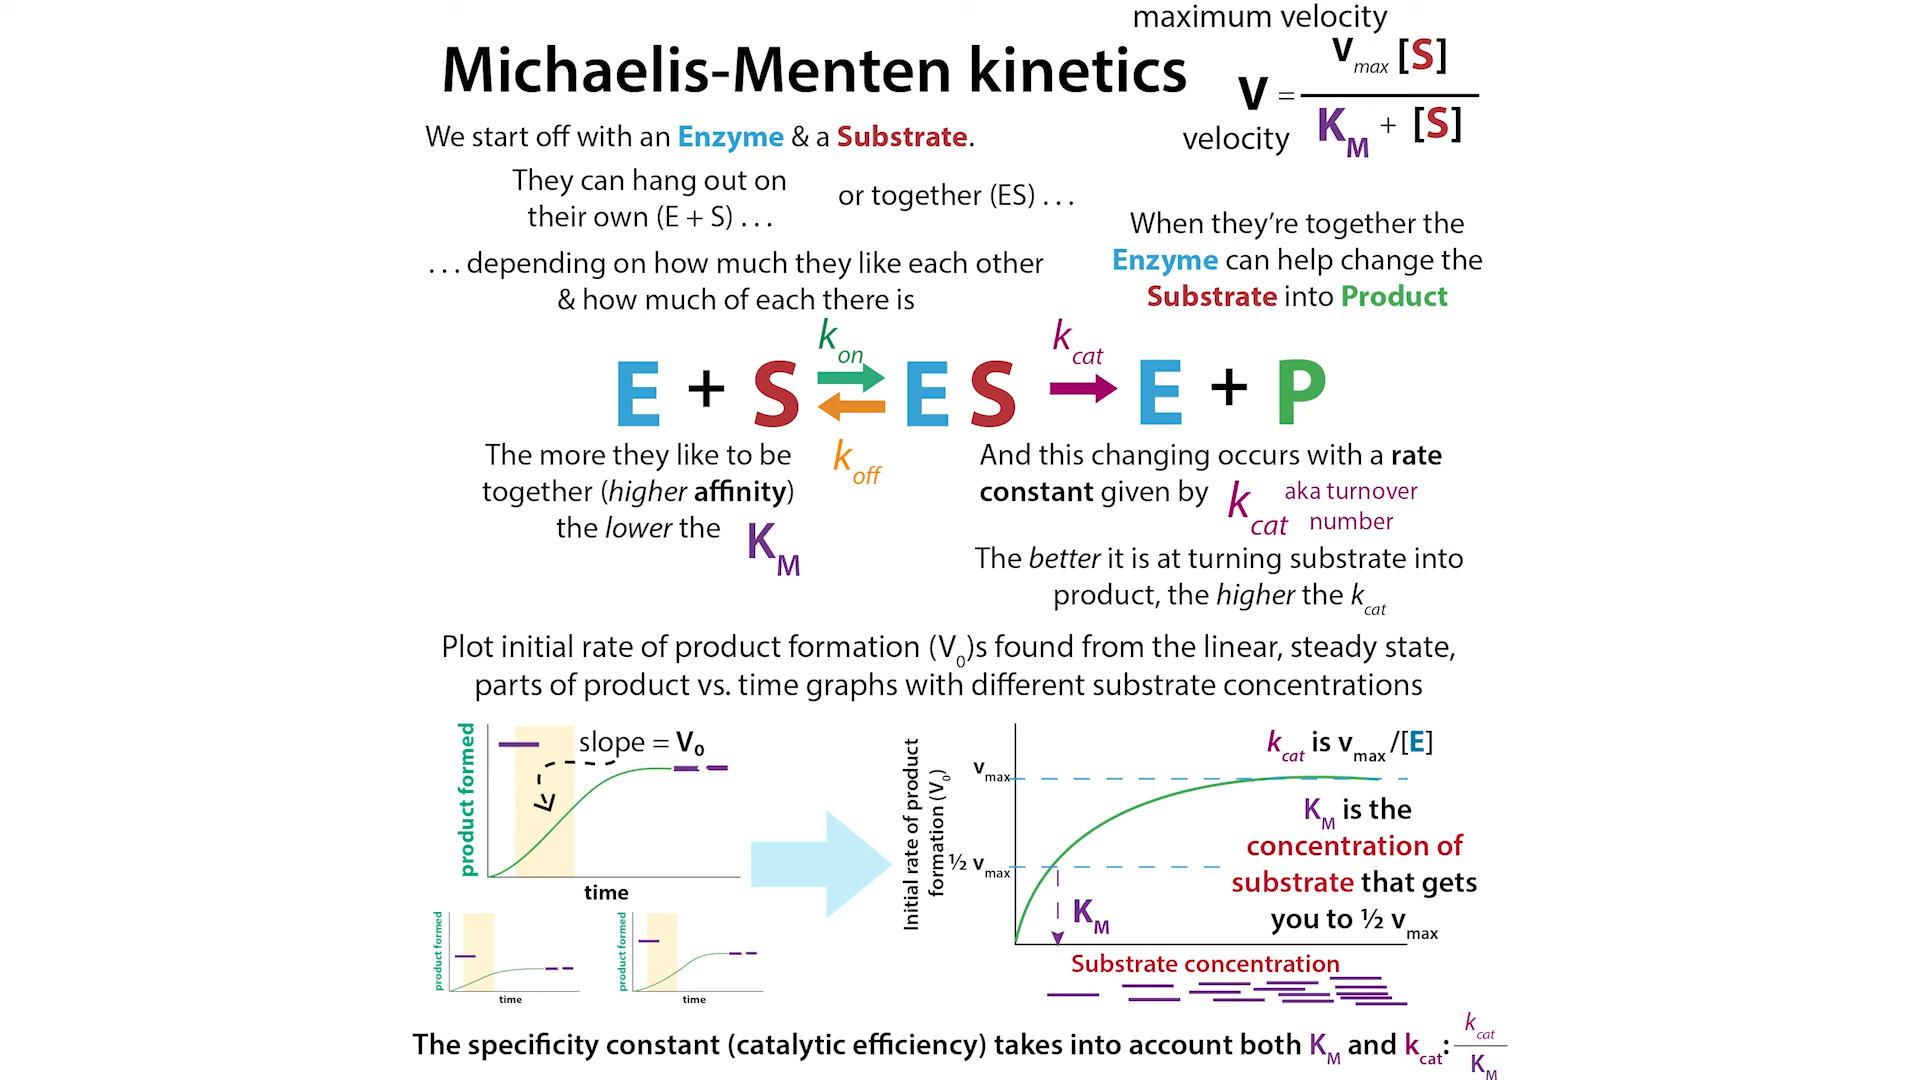 maximum velocity
Michaelis-Menten kinetics
V = Vmax [S] / KM + [S]
velocity
We start off with an Enzyme & a Substrate.
They can hang out on
their own (E + S) . . .
or together (ES) . . .
. . . depending on how much they like each other
& how much of each there is
When they’re together the
Enzyme can help change the
Substrate into Product
kon
kcat
E + S ES E + P
koff
The more they like to be
together (higher affinity)
the lower the KM
And this changing occurs with a rate
constant given by kcat aka turnover
number
The better it is at turning substrate into
product, the higher the kcat
Plot initial rate of product formation (V0)s found from the linear, steady state,
parts of product vs. time graphs with different substrate concentrations
product formed
slope = V0
time
product formed
time
product formed
time
Initial rate of product
formation (V0)
vmax
½ vmax
KM
kcat is vmax/[E]
KM is the
concentration of
substrate that gets
you to ½ vmax
Substrate concentration
The specificity constant (catalytic efficiency) takes into account both KM and kcat: kcat / KM